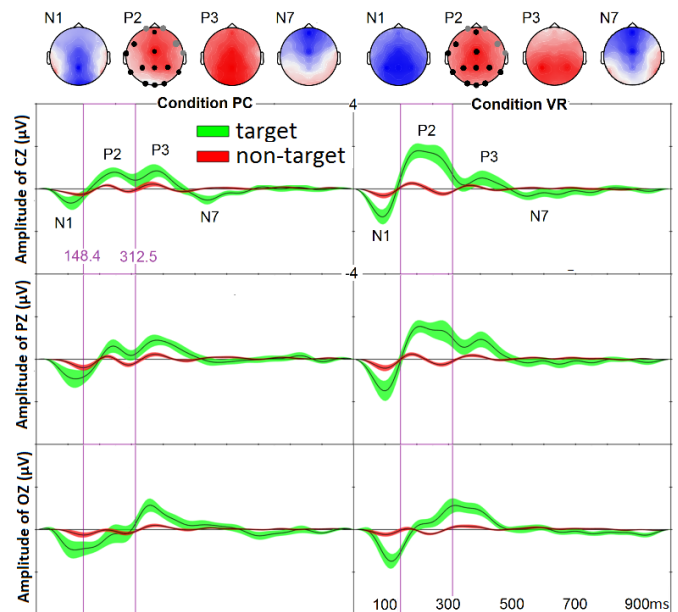 N1 P2 P3 N7 N1 P2 P3 N7
Condition PC 4 Condition VR
target
non-target
P2 P3
N1 N7
148.4 312.5
P2
P3
N1 N7
-4
Amplitude of CZ (µV)
Amplitude of PZ (µV)
Amplitude of OZ (µV)
100 300 500 700 900ms